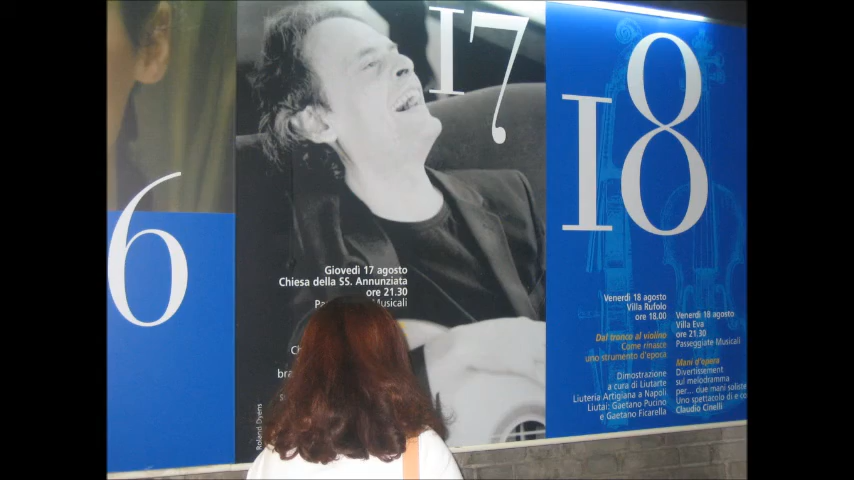 6
17
Giovedì 17 agosto
Chiesa della SS. Annunziata
ore 21.30
Musicali
Roland Dyens
18
Venerdì 18 agosto
Villa Rufolo
ore 18.00
Dal tronco al violino
Come rinasce
uno strumento d'epoca
Dimostrazione
a cura di Liutarte
Liuteria Artigiana a Napoli
Liutai: Gaetano Pucino
e Gaetano Ficarella
Venerdì 18 agosto
Villa Eva
ore 21.30
Passeggiate Musicali
Mani d'opera
Divertissement
sul melodramma
per... due mani soliste
Uno spettacolo di e co
Claudio Cinelli